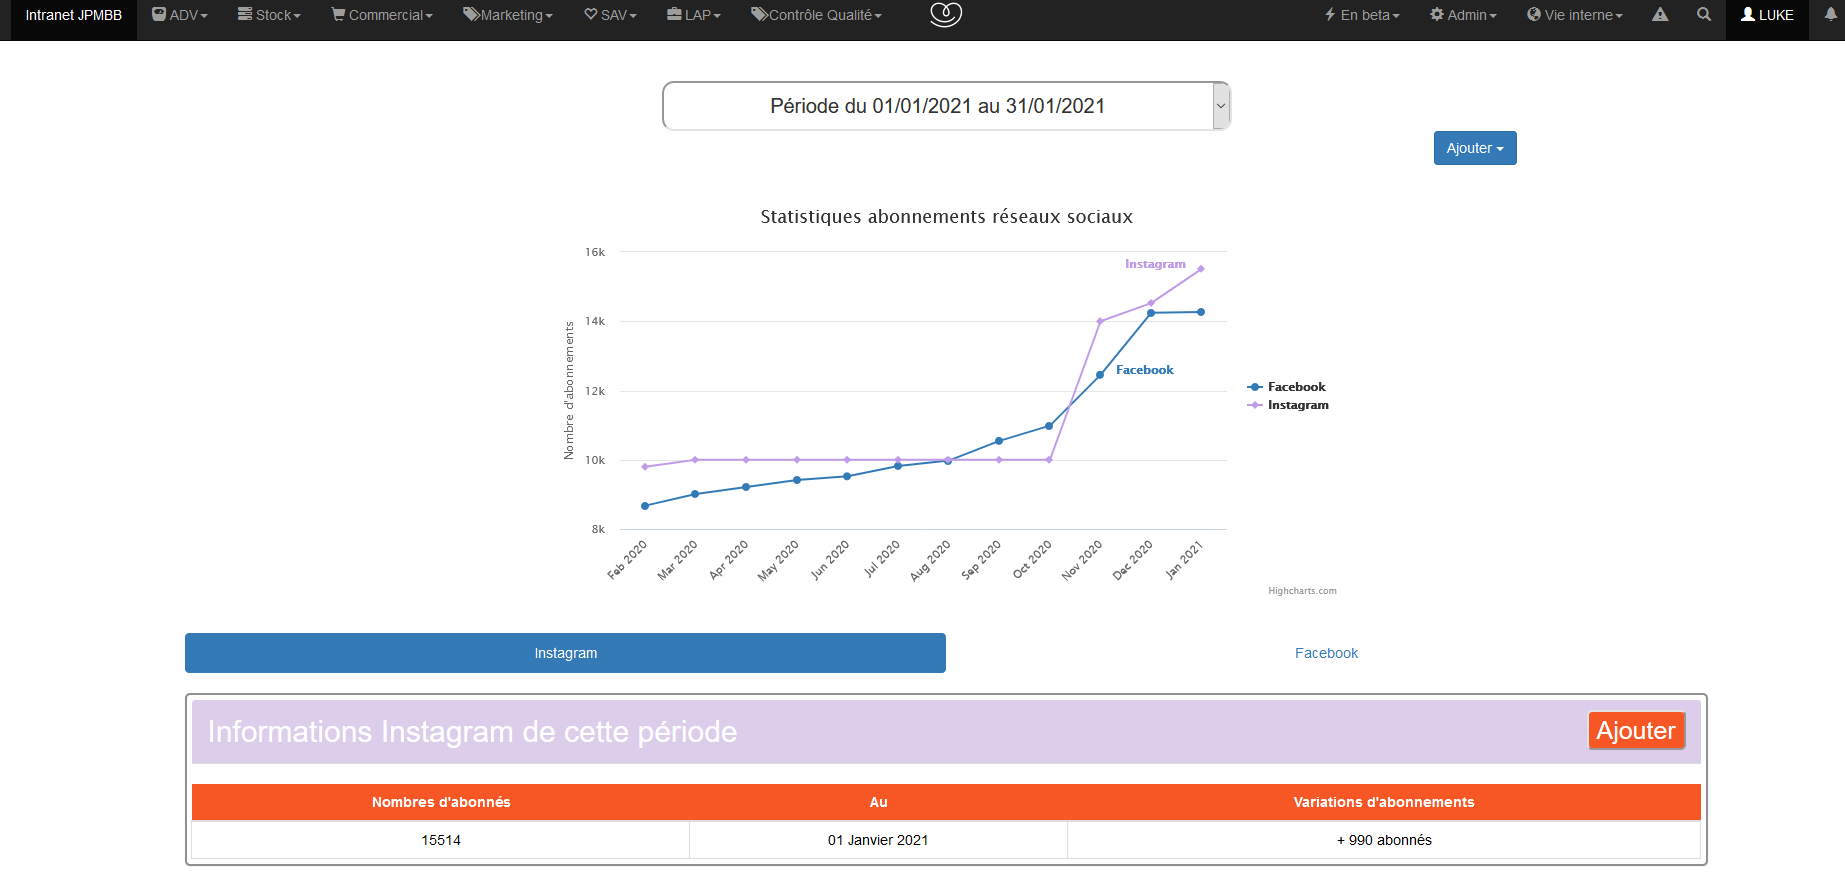 Intranet JPMBB ADV Stock Commercial Marketing SAV LAP Contrôle Qualité En beta Admin Vie interne LUKE
Période du 01/01/2021 au 31/01/2021
Ajouter
Statistiques abonnements réseaux sociaux
Nombre d'abonnements
16k
14k
12k
10k
8k
Instagram
Facebook
Feb 2020 Mar 2020 Apr 2020 May 2020 Jun 2020 Jul 2020 Aug 2020 Sep 2020 Oct 2020 Nov 2020 Dec 2020 Jan 2021
Facebook
Instagram
Highcharts.com
Instagram Facebook
Informations Instagram de cette période Ajouter
Nombres d'abonnés Au Variations d'abonnements
15514 01 Janvier 2021 + 990 abonnés